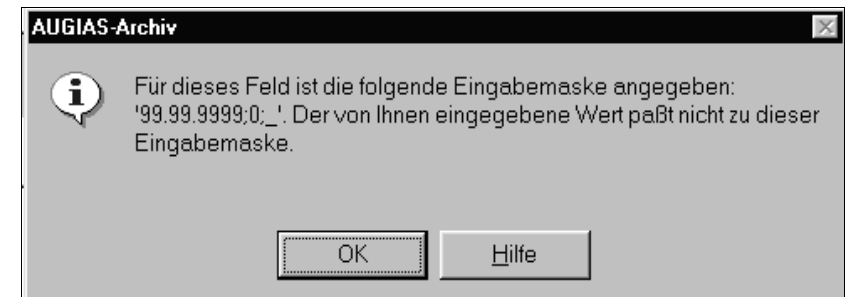 AUGIAS-Archiv
Für dieses Feld ist die folgende Eingabemaske angegeben:
'99.99.9999;0;_'. Der von Ihnen eingegebene Wert paßt nicht zu dieser
Eingabemaske.
OK Hilfe